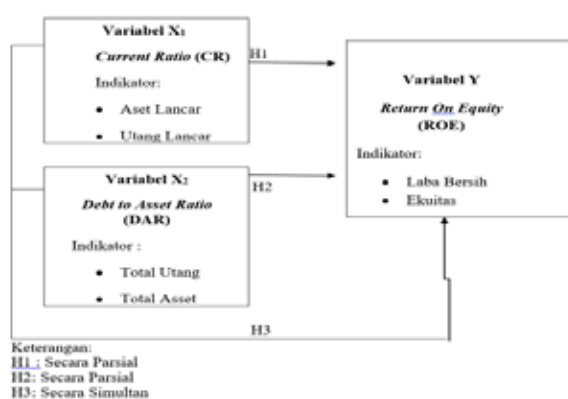 Variabel X₁
Current Ratio (CR)
Indikator:
• Aset Lancar
• Utang Lancar
H1
Variabel X₂
Debt to Asset Ratio
(DAR)
Indikator :
• Total Utang
• Total Asset
H2
Variabel Y
Return On Equity
(ROE)
Indikator:
• Laba Bersih
• Ekuitas
H3
Keterangan:
H1 : Secara Parsial
H2: Secara Parsial
H3: Secara Simultan